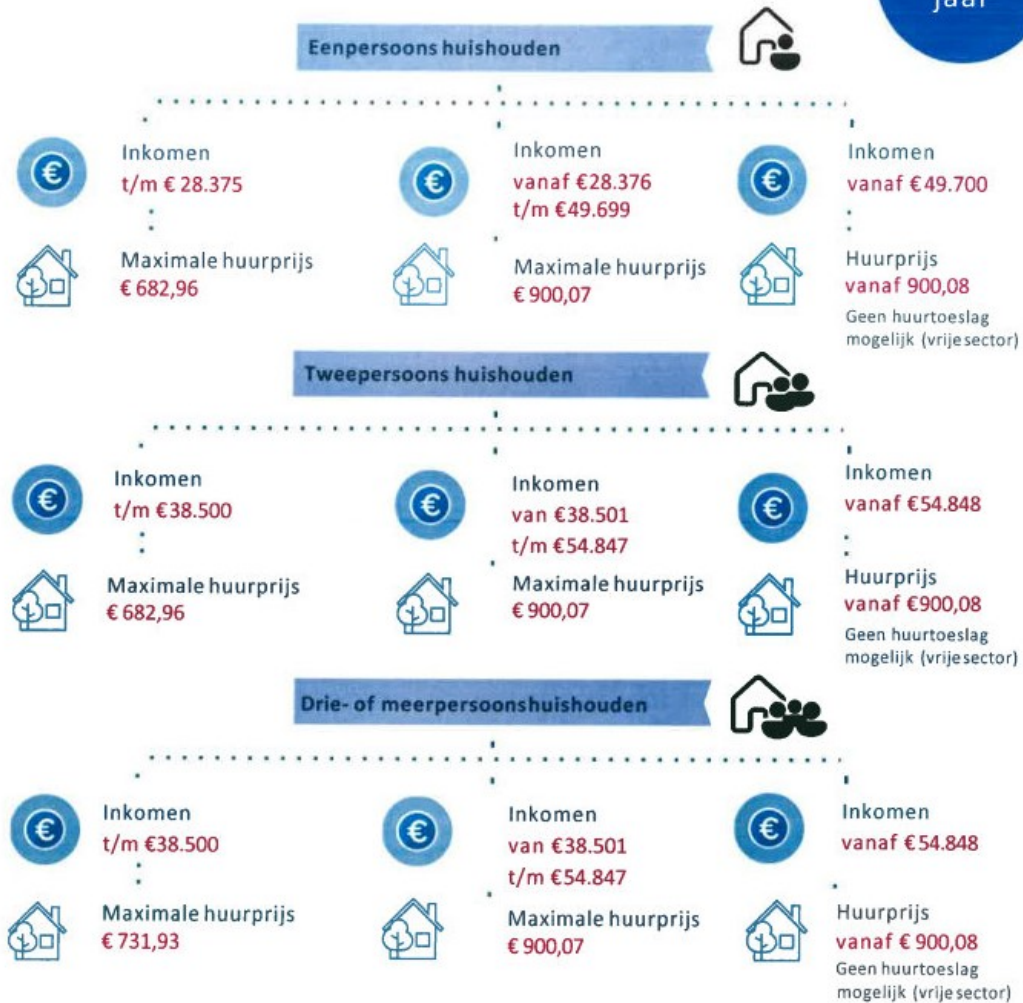 jaar
Eenpersoons huishouden
Inkomen
t/m € 28.375
Maximale huurprijs
€ 682,96
Inkomen
vanaf €28.376
t/m €49.699
Maximale huurprijs
€ 900,07
Inkomen
vanaf €49.700
Huurprijs
vanaf 900,08
Geen huurtoeslag
mogelijk (vrije sector)
Tweepersoons huishouden
Inkomen
t/m €38.500
Maximale huurprijs
€ 682,96
Inkomen
van €38.501
t/m €54.847
Maximale huurprijs
€ 900,07
Inkomen
vanaf €54.848
Huurprijs
vanaf €900,08
Geen huurtoeslag
mogelijk (vrije sector)
Drie- of meerpersoonshuishouden
Inkomen
t/m €38.500
Maximale huurprijs
€ 731,93
Inkomen
van €38.501
t/m €54.847
Maximale huurprijs
€ 900,07
Inkomen
vanaf €54.848
Huurprijs
vanaf € 900,08
Geen huurtoeslag
mogelijk (vrije sector)